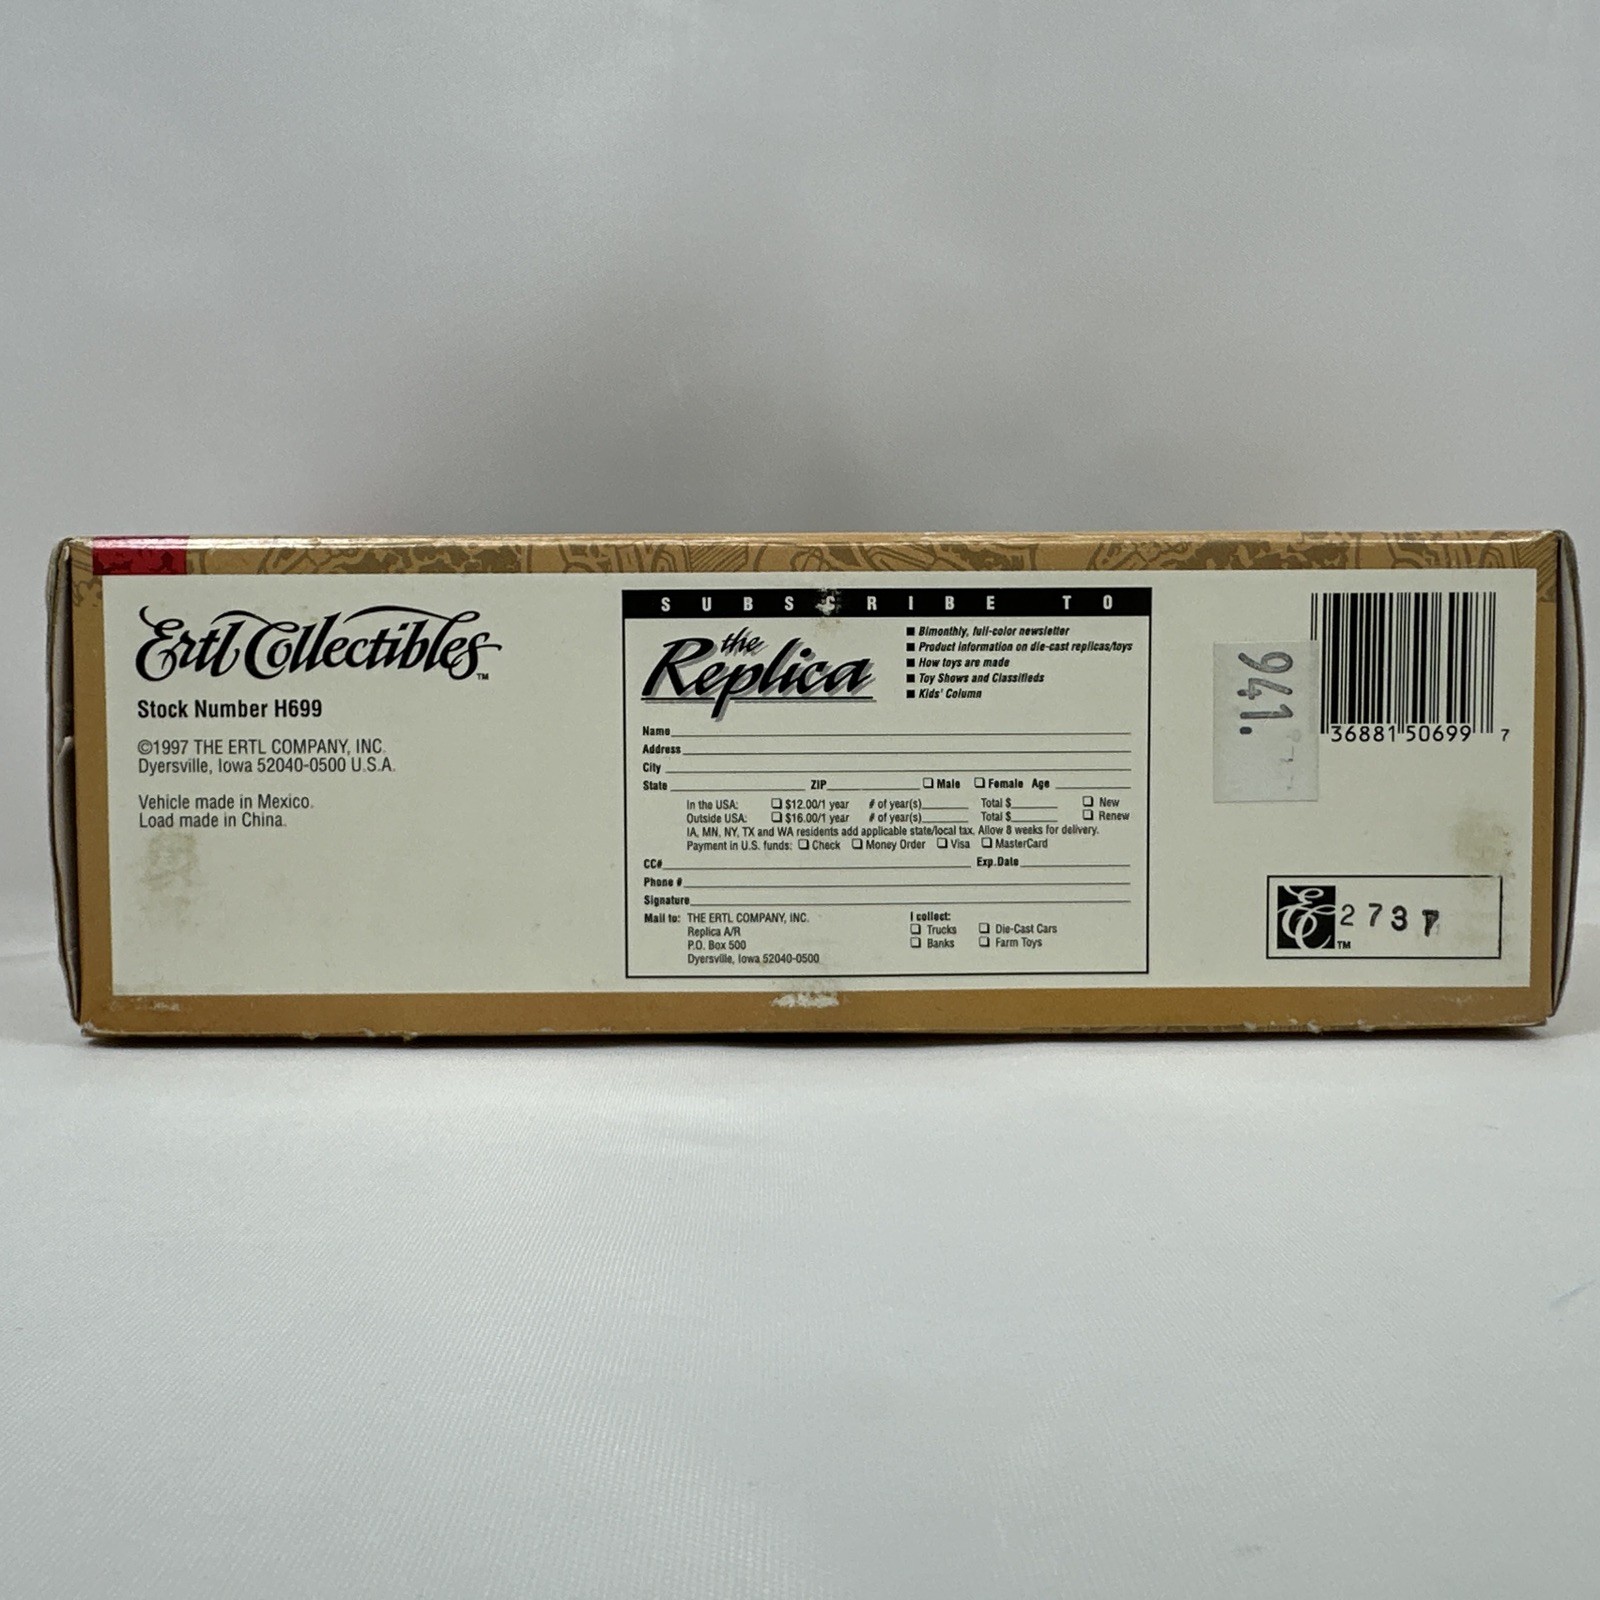 Ertl Collectibles™
Stock Number H699
©1997 THE ERTL COMPANY, INC.
Dyersville, Iowa 52040-0500 U.S.A.
Vehicle made in Mexico.
Load made in China.
SUBSCRIBE TO
the
Replica
■ Bimonthly, full-color newsletter
■ Product information on die-cast replicas/toys
■ How toys are made
■ Toy Shows and Classifieds
■ Kids' Column
Name
Address
City
State ZIP ❑ Male ❑ Female Age
In the USA: ❑ $12.00/1 year # of year(s) Total $ ❑ New
Outside USA: ❑ $16.00/1 year # of year(s) Total $ ❑ Renew
IA, MN, NY, TX and WA residents add applicable state/local tax. Allow 8 weeks for delivery.
Payment in U.S. funds: ❑ Check ❑ Money Order ❑ Visa ❑ MasterCard
CC# Exp.Date
Phone #
Signature
Mail to: THE ERTL COMPANY, INC.
Replica A/R
P.O. Box 500
Dyersville, Iowa 52040-0500
I collect:
❑ Trucks ❑ Die-Cast Cars
❑ Banks ❑ Farm Toys
941.
36881 50699 7
E™ 2737